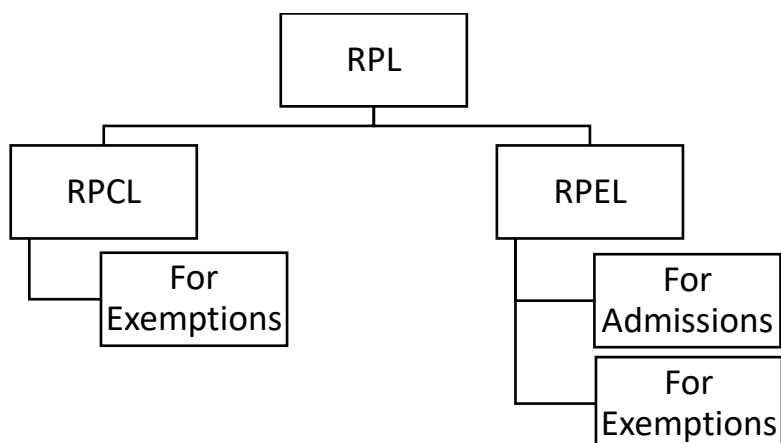 RPL
RPCL
RPEL
For
Exemptions
For
Admissions
For
Exemptions